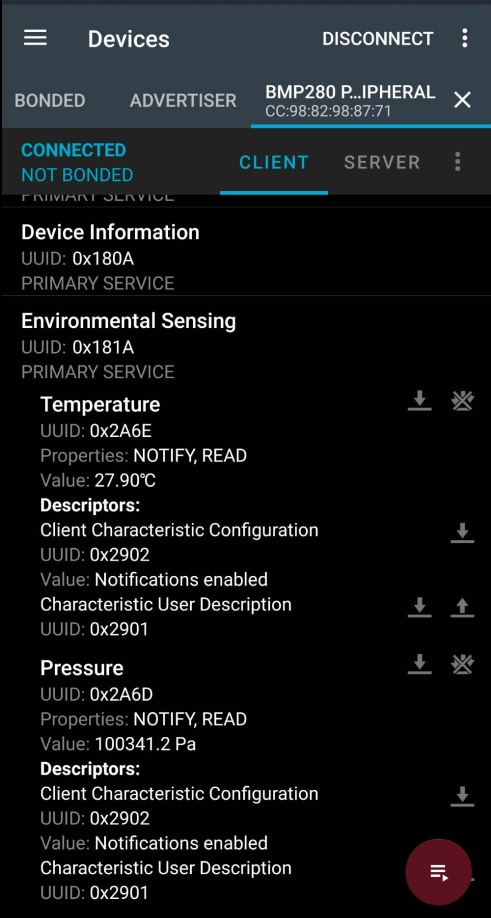 Devices
DISCONNECT
BONDED
ADVERTISER
BMP280 P...IPHERAL
CC:98:82:98:87:71
CONNECTED
NOT BONDED
CLIENT
SERVER
PRIMARY SERVICE
Device Information
UUID: 0x180A
PRIMARY SERVICE
Environmental Sensing
UUID: 0x181A
PRIMARY SERVICE
Temperature
UUID: 0x2A6E
Properties: NOTIFY, READ
Value: 27.90°C
Descriptors:
Client Characteristic Configuration
UUID: 0x2902
Value: Notifications enabled
Characteristic User Description
UUID: 0x2901
Pressure
UUID: 0x2A6D
Properties: NOTIFY, READ
Value: 100341.2 Pa
Descriptors:
Client Characteristic Configuration
UUID: 0x2902
Value: Notifications enabled
Characteristic User Description
UUID: 0x2901